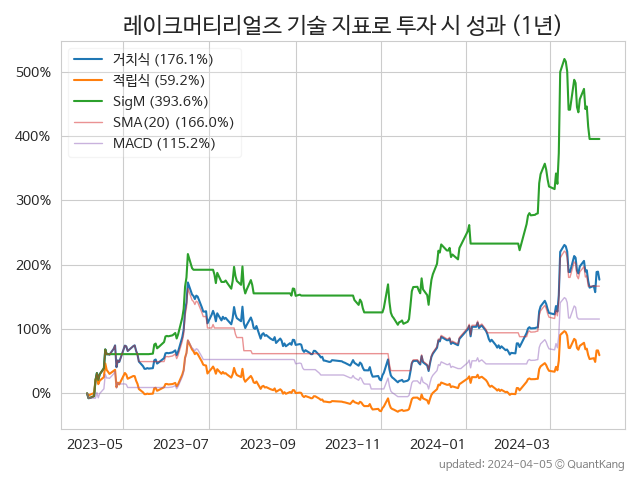 레이크머티리얼즈 기술 지표로 투자 시 성과 (1년)
거치식 (176.1%)
적립식 (59.2%)
SigM (393.6%)
SMA(20) (166.0%)
MACD (115.2%)
500%
400%
300%
200%
100%
0%
2023-05 2023-07 2023-09 2023-11 2024-01 2024-03
updated: 2024-04-05 © QuantKang